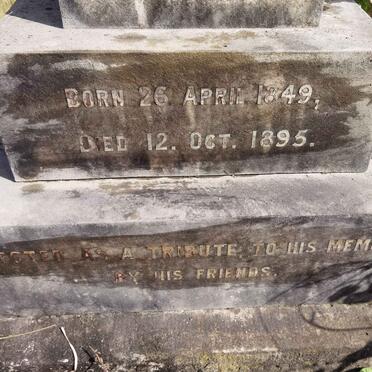 BORN 26 APRIL 1849,
DIED 12. OCT. 1895.
ECTED AS A TRIBUTE TO HIS MEM
BY HIS FRIENDS.